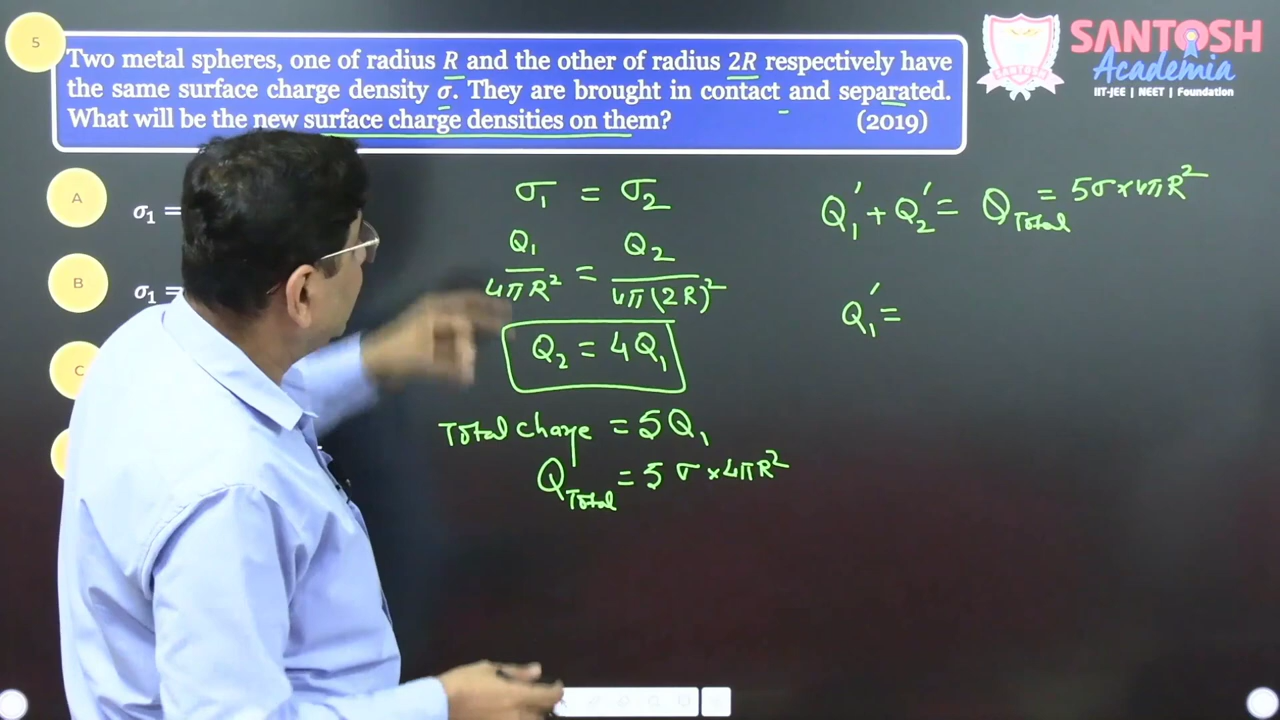 5
Two metal spheres, one of radius R and the other of radius 2R respectively have
the same surface charge density σ. They are brought in contact and separated.
What will be the new surface charge densities on them? (2019)
SANTOSH
Academia
IIT-JEE | NEET | Foundation
SANTOSH
A
σ₁ =
B
σ₁ =
C
σ₁ = σ₂
Q₁/4πR² = Q₂/4π(2R)²
Q₂ = 4Q₁
Total charge = 5Q₁
Q_Total = 5σ×4πR²
Q₁' + Q₂' = Q_Total = 5σ×4πR²
Q₁' =